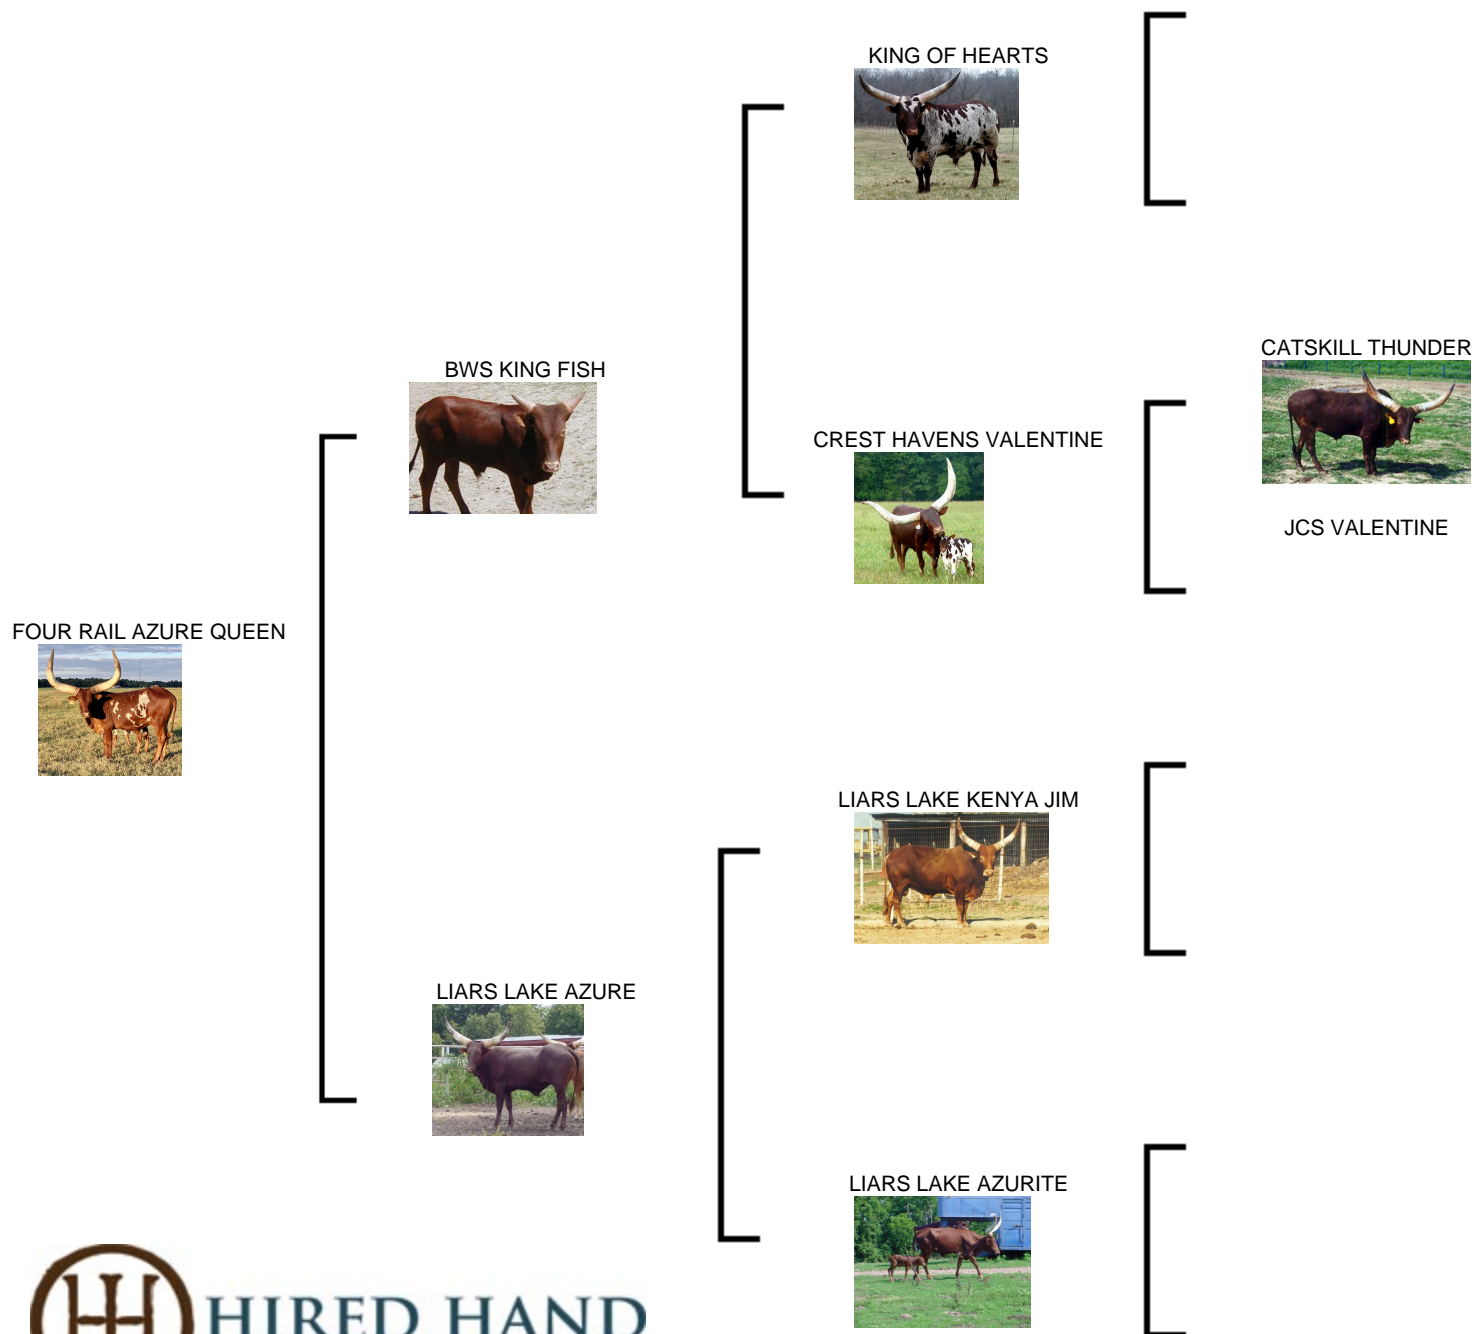 KING OF HEARTS
CATSKILL THUNDER
BWS KING FISH
CREST HAVENS VALENTINE
JCS VALENTINE
FOUR RAIL AZURE QUEEN
LIARS LAKE KENYA JIM
LIARS LAKE AZURE
LIARS LAKE AZURITE
HIRED HAND